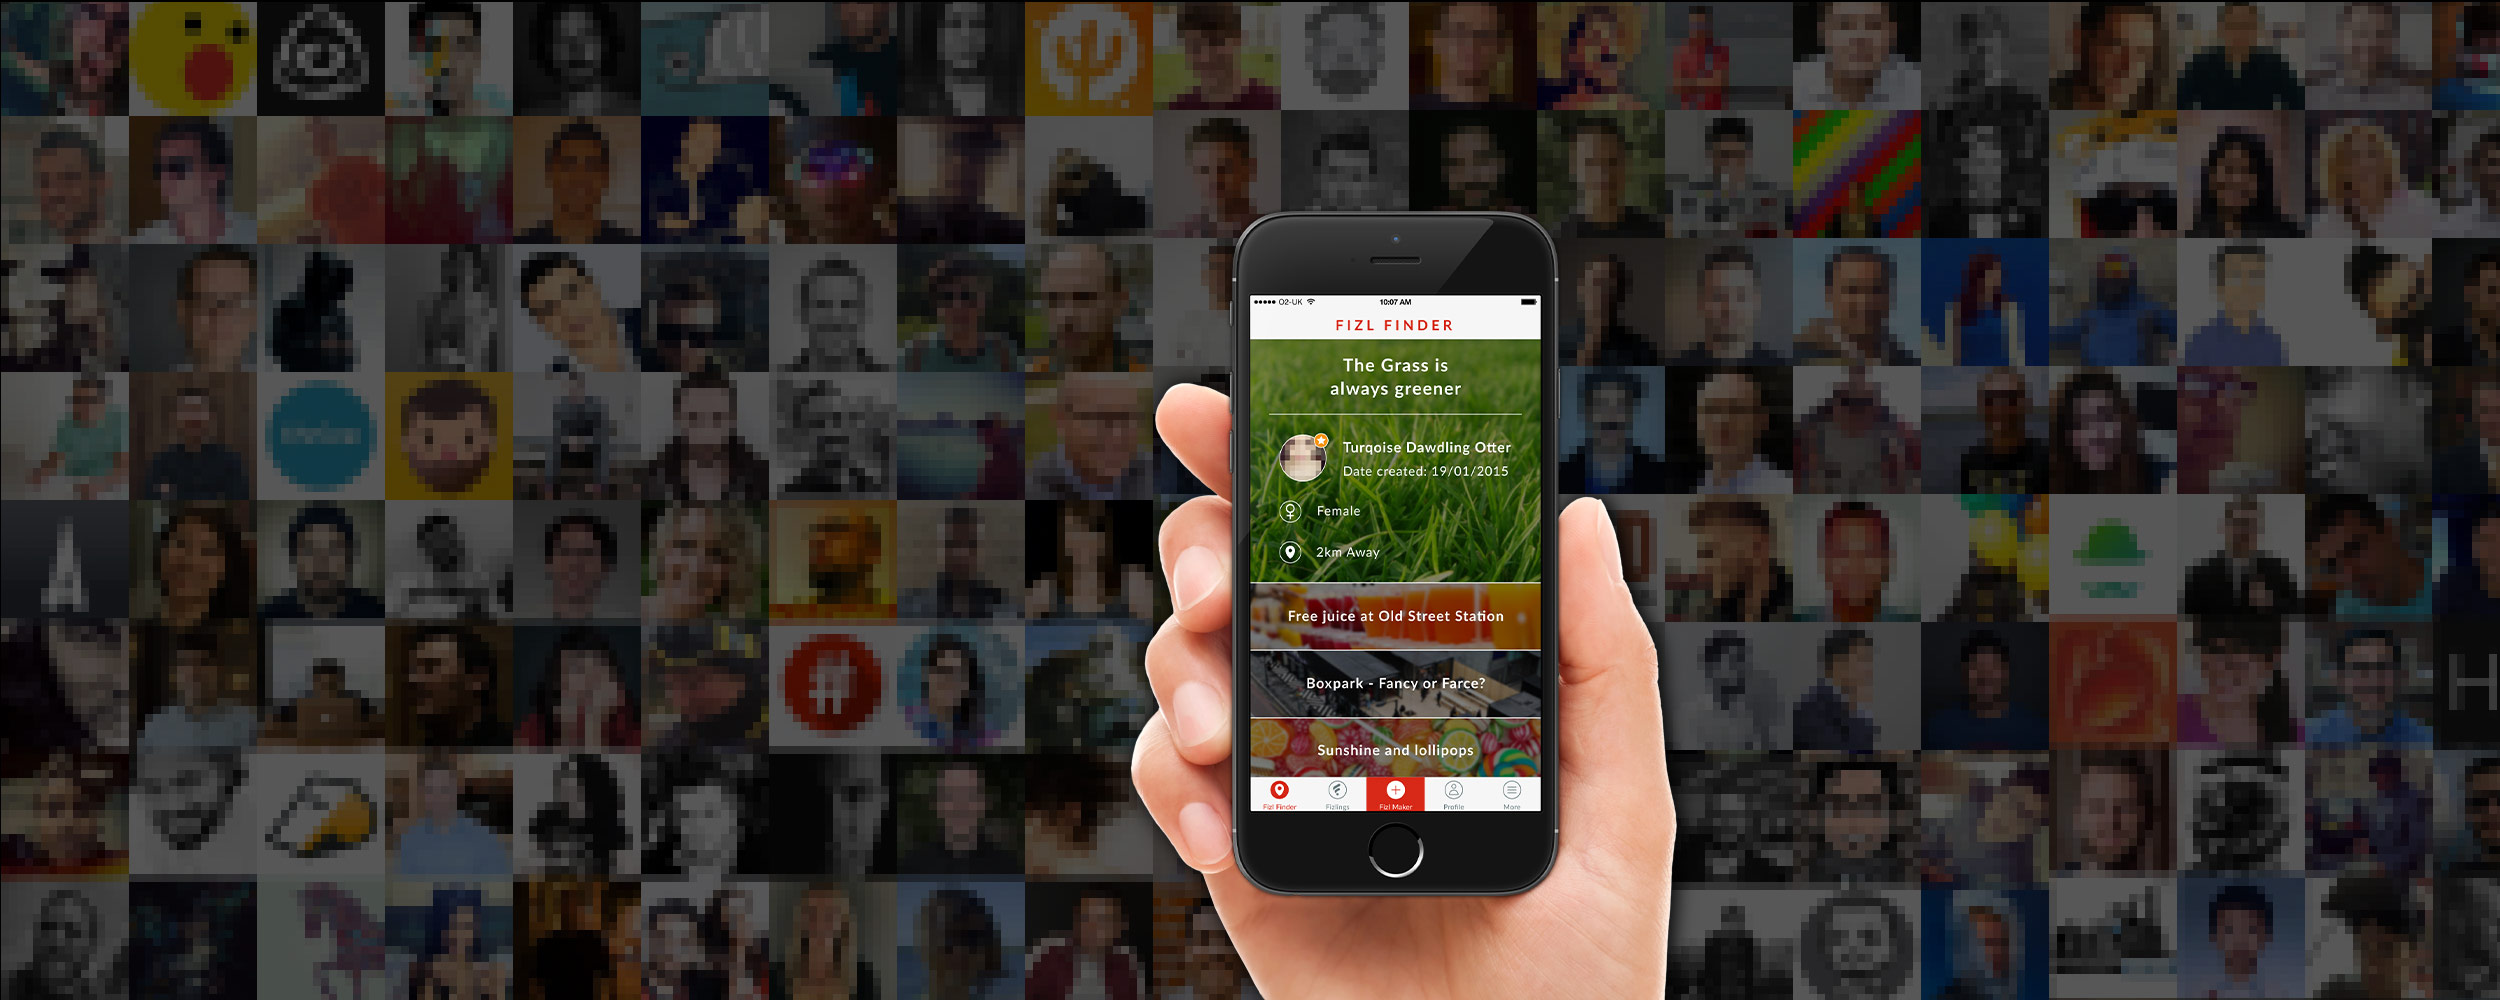 O2-UK
10:07 AM
FIZL FINDER
The Grass is
always greener
Turqoise Dawdling Otter
Date created: 19/01/2015
Female
2km Away
Free juice at Old Street Station
Boxpark - Fancy or Farce?
Sunshine and lollipops
Fizl Finder
Fizlings
Fizl Maker
Profile
More
#
H